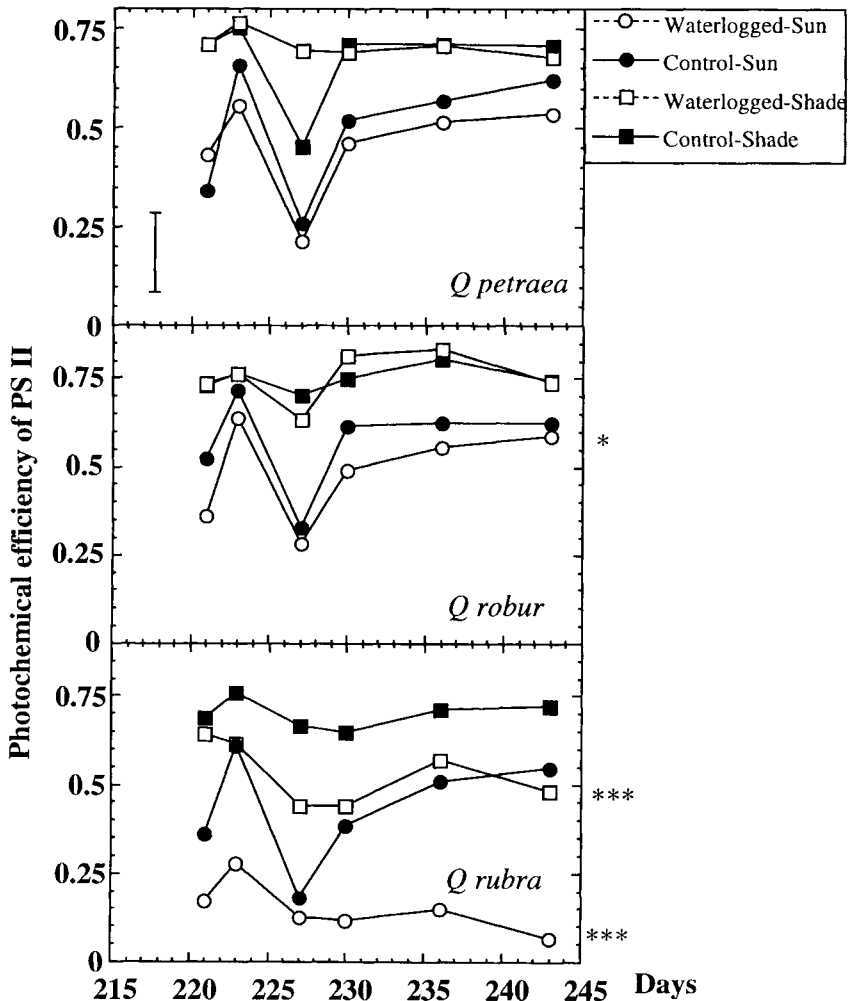 0.75
0.5
0.25
0
Waterlogged-Sun
Control-Sun
Waterlogged-Shade
Control-Shade
Q petraea
Photochemical efficiency of PS II
0.75
0.5
0.25
0
Q robur
*
0.75
0.5
0.25
0
Q rubra
***
***
215 220 225 230 235 240 245 Days